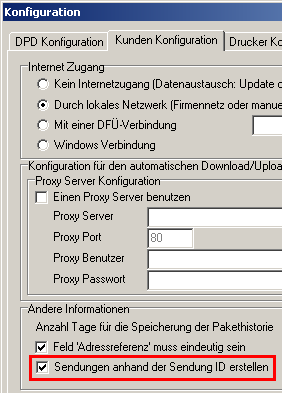 Konfiguration
DPD Konfiguration Kunden Konfiguration Drucker
Internet Zugang
Kein Internetzugang (Datenaustausch: Update
Durch lokales Netzwerk (Firmennetz oder
Mit einer DFÜ-Verbindung
Windows Verbindung
Konfiguration für den automatischen Download/
Proxy Server Konfiguration
Einen Proxy Server benutzen
Proxy Server
Proxy Port 80
Proxy Benutzer
Proxy Passwort
Andere Informationen
Anzahl Tage für die Speicherung der Pakethistorie
Feld 'Adressreferenz' muss eindeutig sein
Sendungen anhand der Sendung ID erstellen